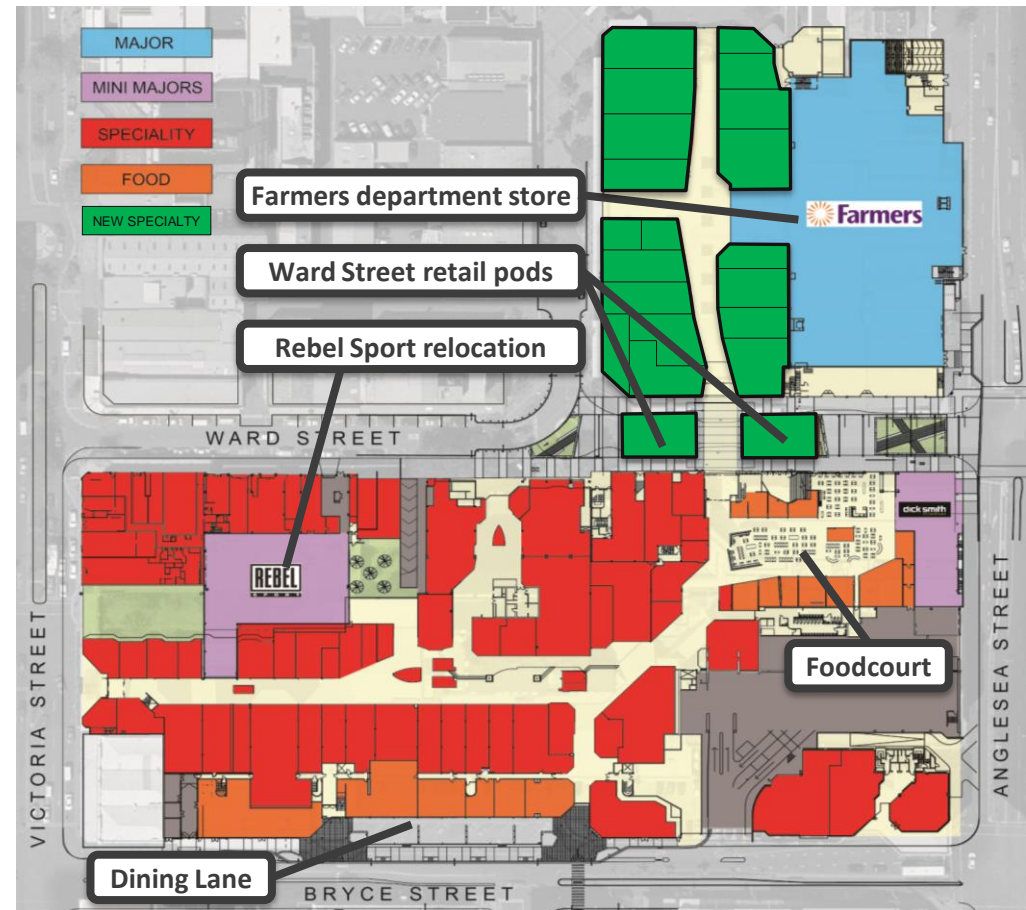 MAJOR
MINI MAJORS
SPECIALITY
FOOD
NEW SPECIALTY
Farmers department store
Farmers
Ward Street retail pods
Rebel Sport relocation
WARD STREET
dick smith
REBEL
SPORT
Foodcourt
VICTORIA STREET
ANGLESEA STREET
Dining Lane
BRYCE STREET